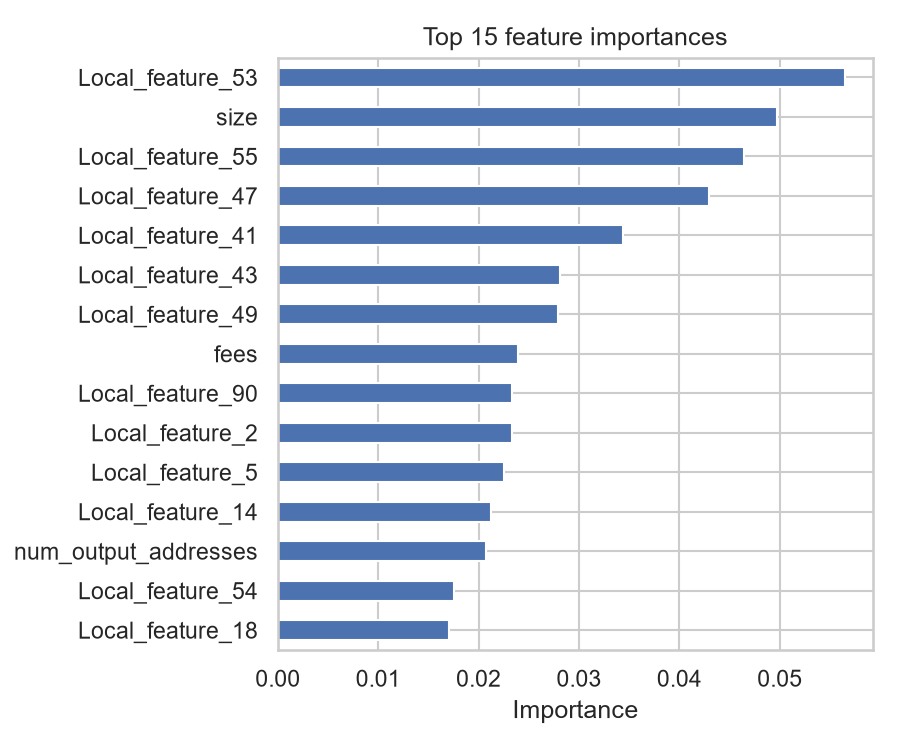 Top 15 feature importances
Local_feature_53
size
Local_feature_55
Local_feature_47
Local_feature_41
Local_feature_43
Local_feature_49
fees
Local_feature_90
Local_feature_2
Local_feature_5
Local_feature_14
num_output_addresses
Local_feature_54
Local_feature_18
0.00 0.01 0.02 0.03 0.04 0.05
Importance